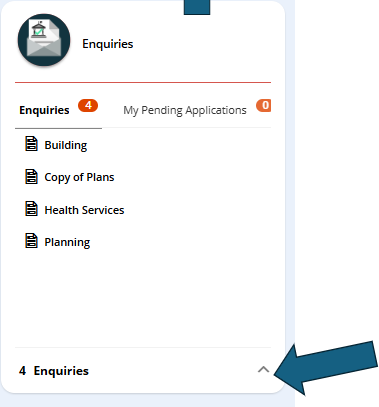 Enquiries
Enquiries 4 My Pending Applications 0
Building
Copy of Plans
Health Services
Planning
4 Enquiries